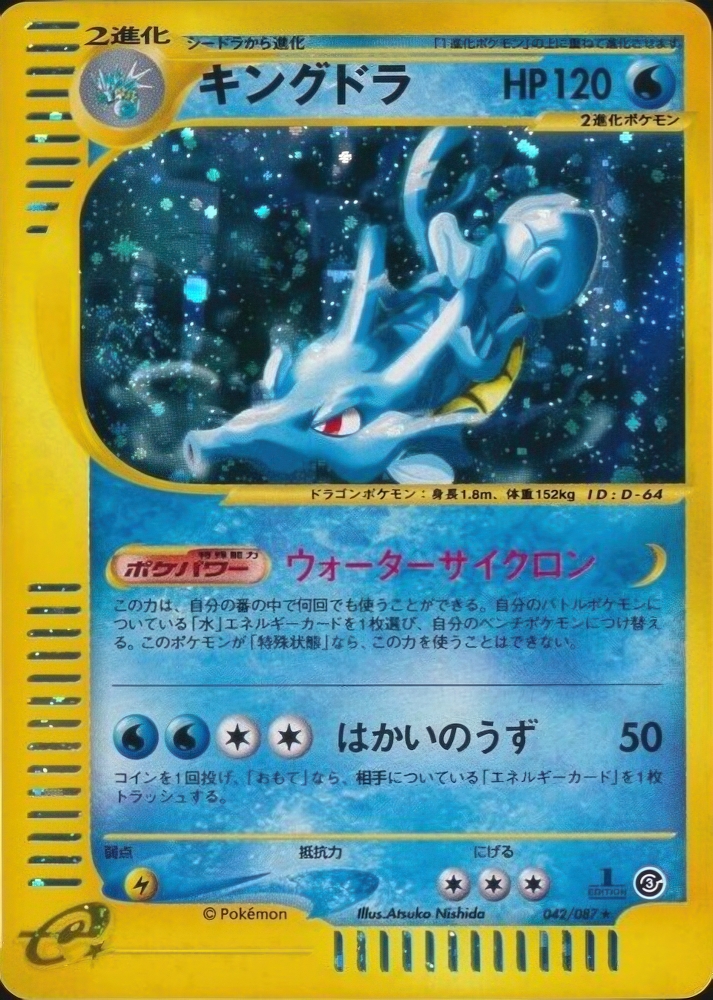 2進化
シードラから進化
「1進化ポケモン」の上に重ねて進化させます
キングドラ HP120
2進化ポケモン
ドラゴンポケモン：身長1.8m、体重152kg ID:D-64
特殊能力
ポケパワー ウォーターサイクロン
この力は、自分の番の中で何回でも使うことができる。自分のバトルポケモンに
ついている「水」エネルギーカードを1枚選び、自分のベンチポケモンにつけ替え
る。このポケモンが「特殊状態」なら、この力を使うことはできない。
はかいのうず 50
コインを1回投げ、「おもて」なら、相手についている「エネルギーカード」を1枚
トラッシュする。
弱点 抵抗力 にげる
1
EDITION
3
©Pokémon Illus.Atsuko Nishida 042/087★
e